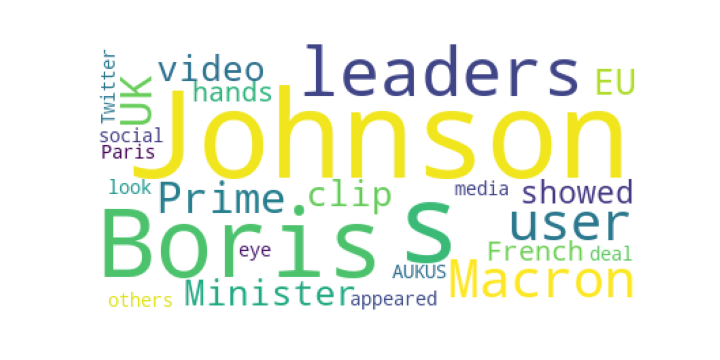 Twitter
UK
video
hands
leaders
EU
social
Paris
Johnson
look
Prime
clip
media
showed
Boris
s
user
eye
French
deal
AUKUS
Macron
others
Minister
appeared